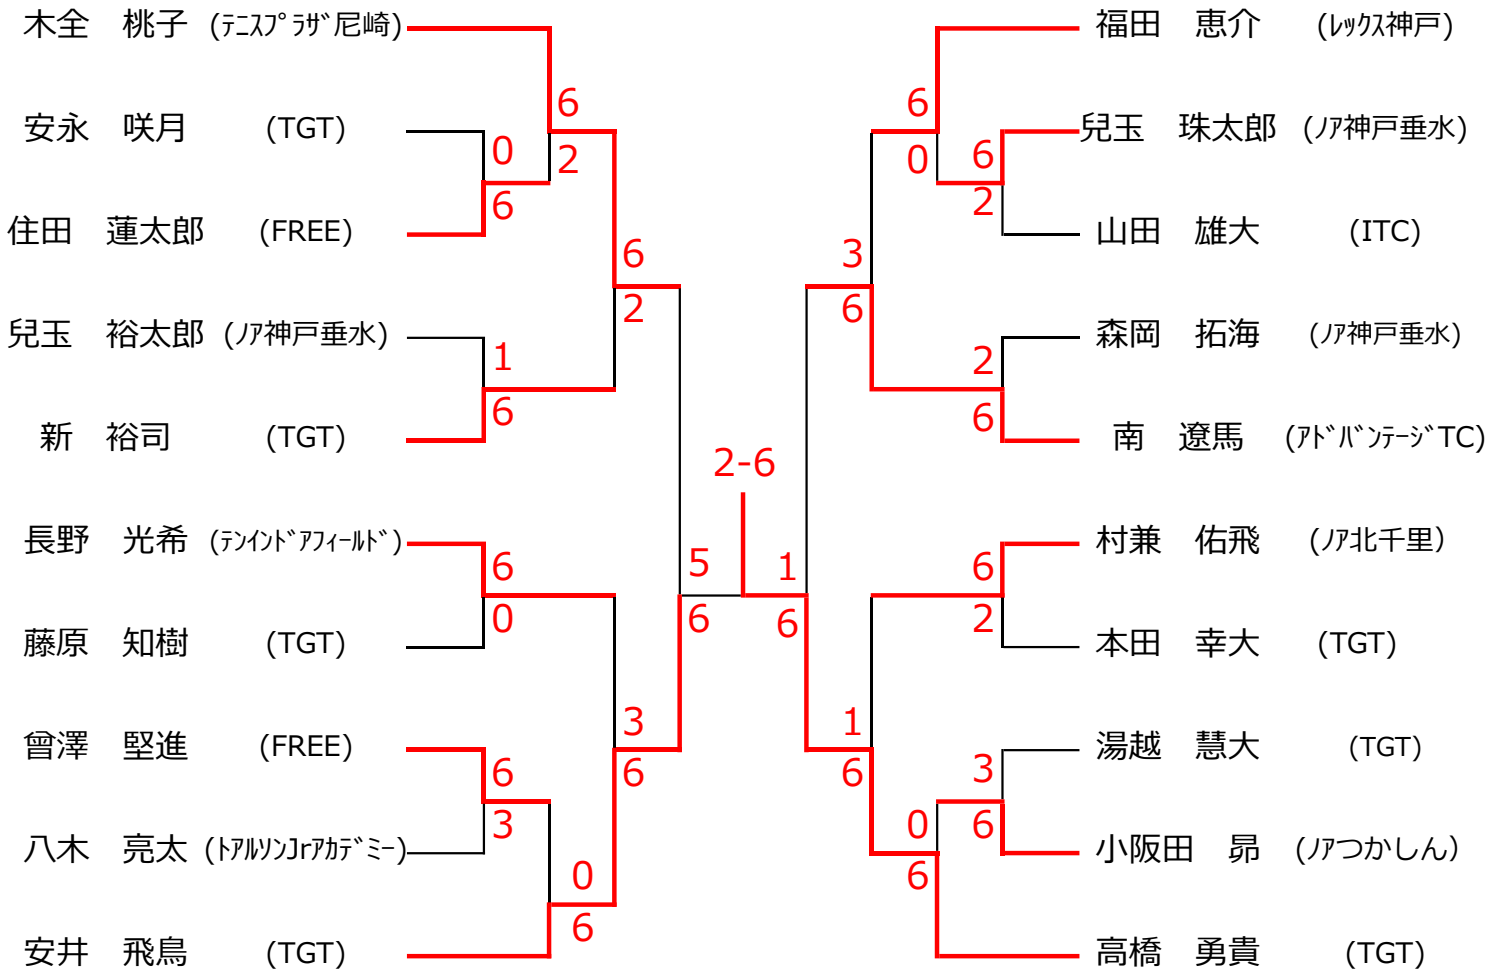 木全　桃子 (ﾃﾆｽﾌﾟﾗｻﾞ尼崎)
安永　咲月 (TGT)
住田　蓮太郎 (FREE)
兒玉　裕太郎 (ﾉｱ神戸垂水)
新　裕司 (TGT)
長野　光希 (ﾃﾝｲﾝﾄﾞｱﾌｨｰﾙﾄﾞ)
藤原　知樹 (TGT)
曾澤　堅進 (FREE)
八木　亮太 (ﾄｱﾙｿﾝJrｱｶﾃﾞﾐｰ)
安井　飛鳥 (TGT)
0
6
1
6
6
0
6
3
6
2
0
6
6
2
3
6
5
6
2-6
1
6
3
6
1
6
6
0
0
6
6
2
2
6
6
2
3
6
福田　恵介 (ﾚｯｸｽ神戸)
兒玉　珠太郎 (ﾉｱ神戸垂水)
山田　雄大 (ITC)
森岡　拓海 (ﾉｱ神戸垂水)
南　遼馬 (ｱﾄﾞﾊﾞﾝﾃｰｼﾞTC)
村兼　佑飛 (ﾉｱ北千里)
本田　幸大 (TGT)
湯越　慧大 (TGT)
小阪田　昴 (ﾉｱつかしん)
高橋　勇貴 (TGT)